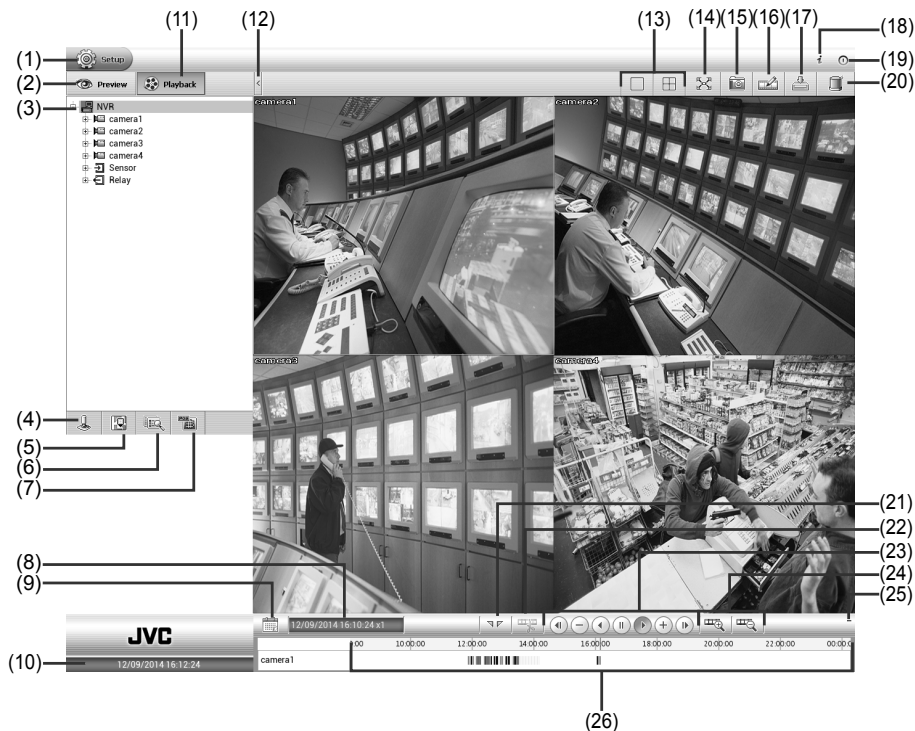 (11)
(12)
(13)
(14)
(15)
(16)
(17)
(18)
(1)
Setup
i
(19)
(2)
Preview
Playback
<
(20)
(3)
NVR
camera1
camera2
camera3
camera4
Sensor
Relay
camera1
camera2
camera3
camera4
(4)
(5)
(6)
(7)
(21)
(22)
(23)
(24)
(25)
(8)
(9)
12/09/2014 16:10:24 x1
JVC
(10)
12/09/2014 16:12:24
:00
10:00:00
12:00:00
14:00:00
16:00:00
18:00:00
20:00:00
22:00:00
00:00:0
camera1
(26)